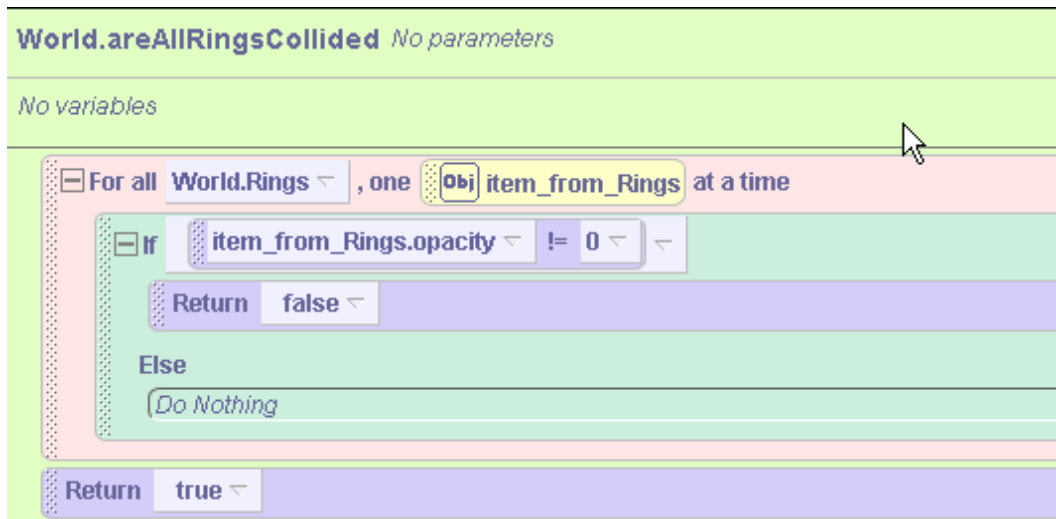 World.areAllRingsCollided No parameters
No variables
For all World.Rings , one Obj item_from_Rings at a time
If item_from_Rings.opacity != 0
Return false
Else
Do Nothing
Return true